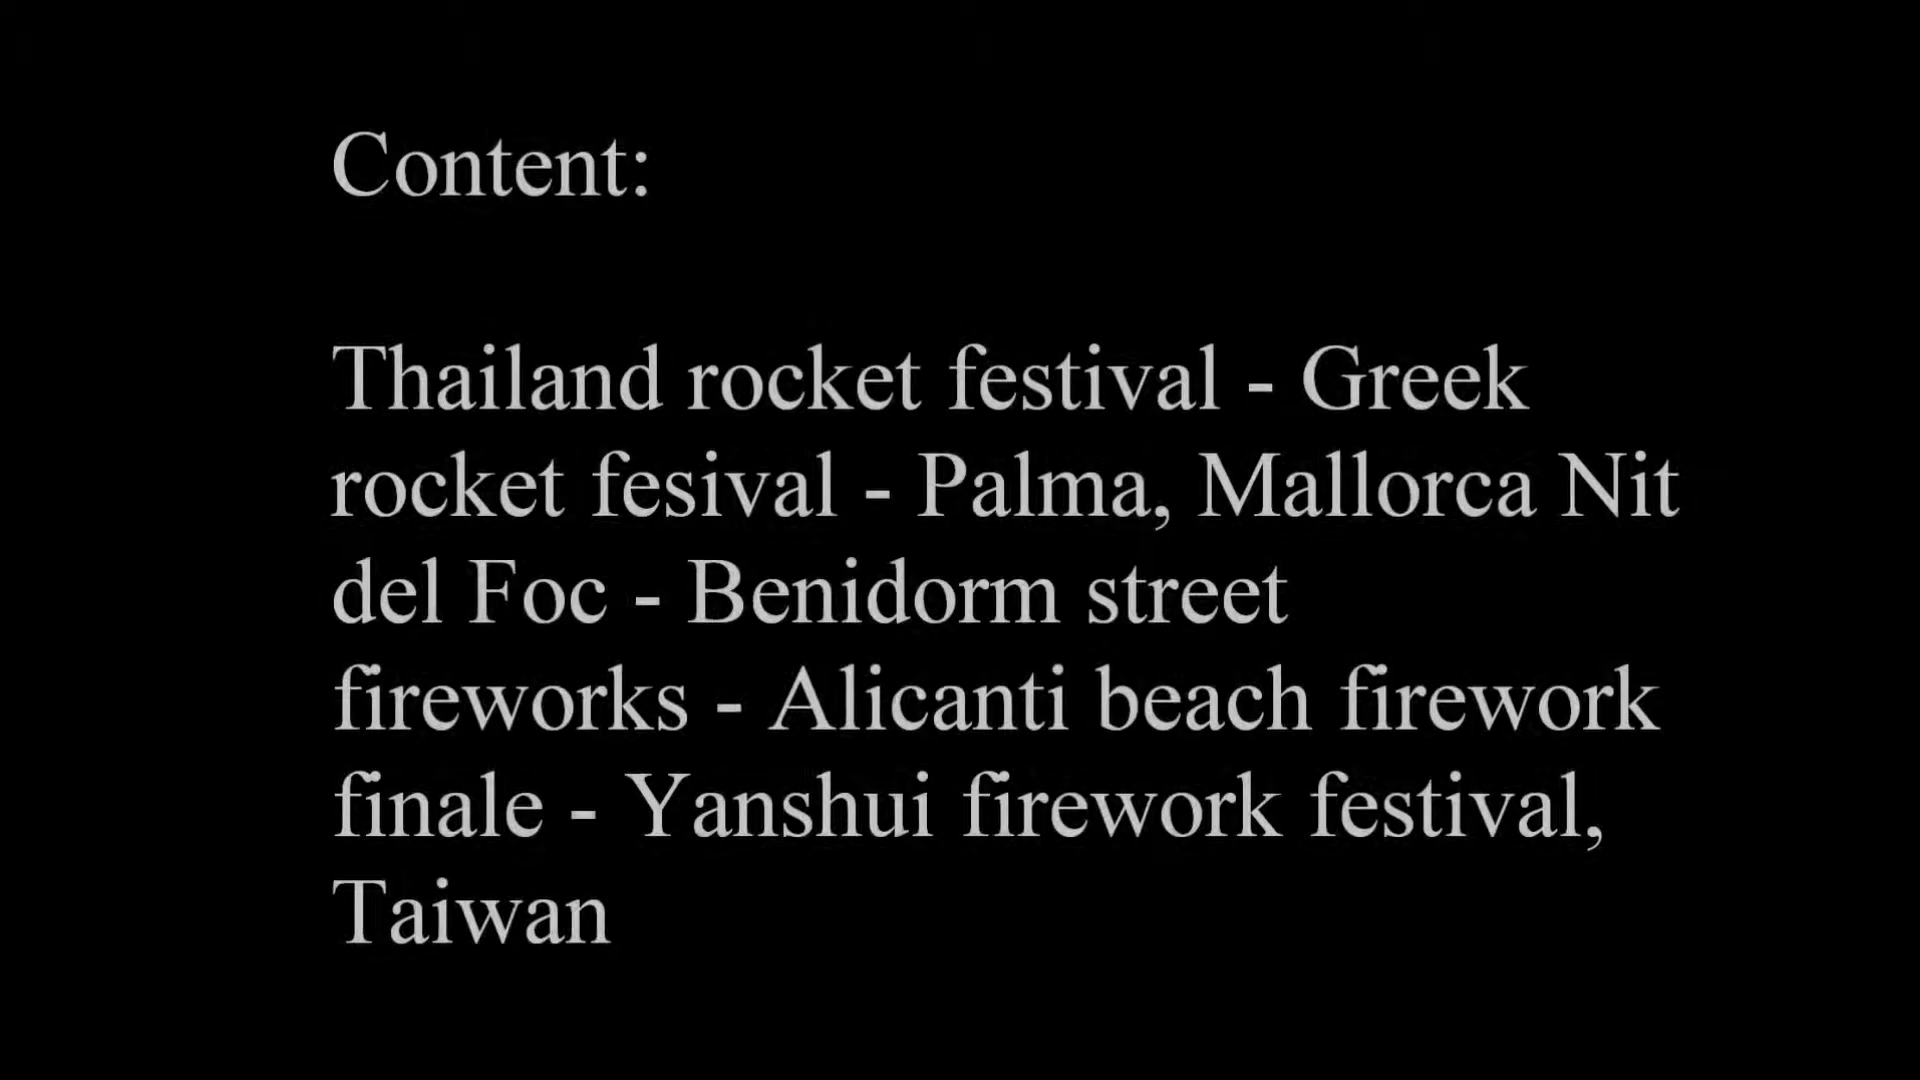 Content:
Thailand rocket festival - Greek
rocket fesival - Palma, Mallorca Nit
del Foc - Benidorm street
fireworks - Alicanti beach firework
finale - Yanshui firework festival,
Taiwan